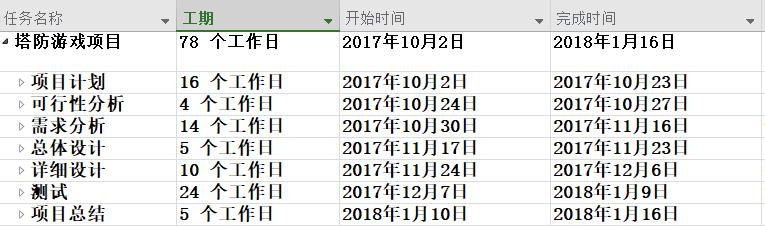 任务名称 工期 开始时间 完成时间
塔防游戏项目 78 个工作日 2017年10月2日 2018年1月16日
项目计划 16 个工作日 2017年10月2日 2017年10月23日
可行性分析 4 个工作日 2017年10月24日 2017年10月27日
需求分析 14 个工作日 2017年10月30日 2017年11月16日
总体设计 5 个工作日 2017年11月17日 2017年11月23日
详细设计 10 个工作日 2017年11月24日 2017年12月6日
测试 24 个工作日 2017年12月7日 2018年1月9日
项目总结 5 个工作日 2018年1月10日 2018年1月16日